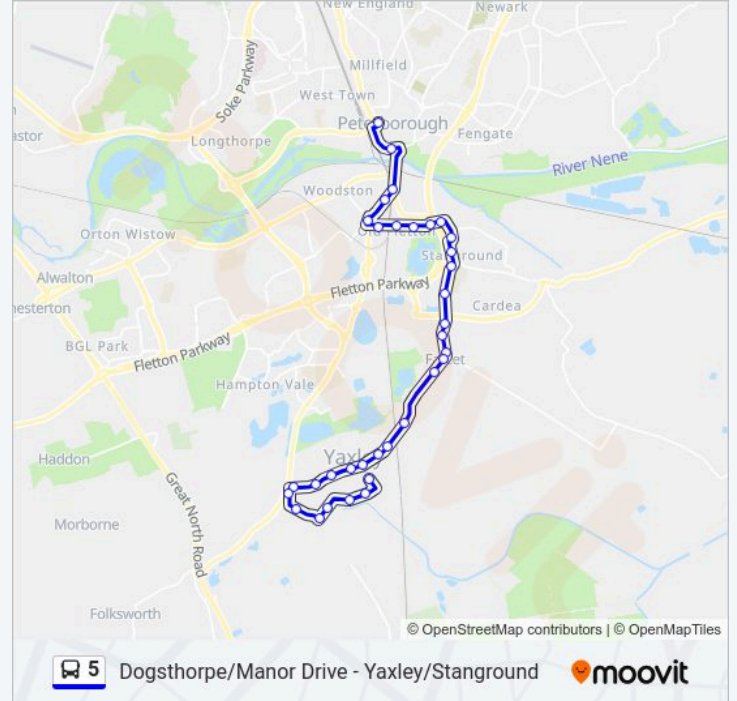 New England
Newark
Millfield
Soke Parkway
West Town
Peterborough
Fengate
Longthorpe
River Nene
Woodston
Orton Wistow
Old Fletton
Stanground
Alwalton
Fletton Parkway
Cardea
BGL Park
Fletton Parkway
Farcet
Hampton Vale
Haddon
Yaxley
Great North Road
Morborne
Folksworth
© OpenStreetMap contributors | © OpenMapTiles
5 Dogsthorpe/Manor Drive - Yaxley/Stanground moovit